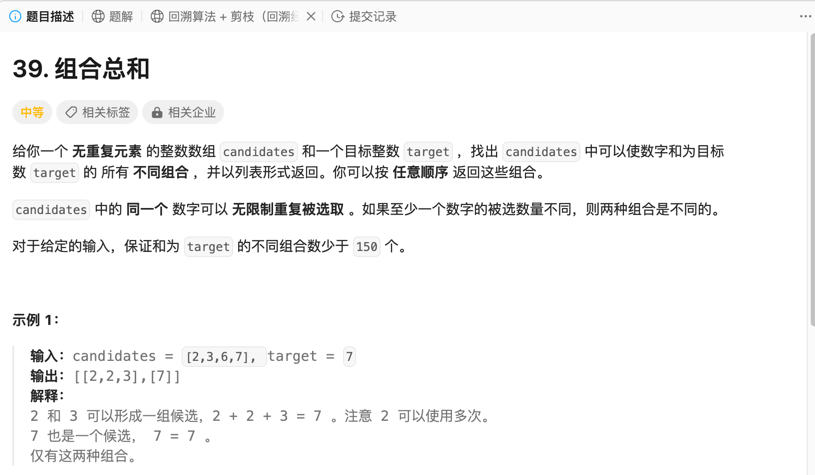 题目描述 题解 回溯算法 + 剪枝（回溯 提交记录
39. 组合总和
中等 相关标签 相关企业
给你一个 无重复元素 的整数数组 candidates 和一个目标整数 target ，找出 candidates 中可以使数字和为目标
数 target 的 所有 不同组合 ，并以列表形式返回。你可以按 任意顺序 返回这些组合。
candidates 中的 同一个 数字可以 无限制重复被选取 。如果至少一个数字的被选数量不同，则两种组合是不同的。
对于给定的输入，保证和为 target 的不同组合数少于 150 个。
示例 1：
输入：candidates = [2,3,6,7], target = 7
输出：[[2,2,3],[7]]
解释：
2 和 3 可以形成一组候选，2 + 2 + 3 = 7 。注意 2 可以使用多次。
7 也是一个候选， 7 = 7 。
仅有这两种组合。